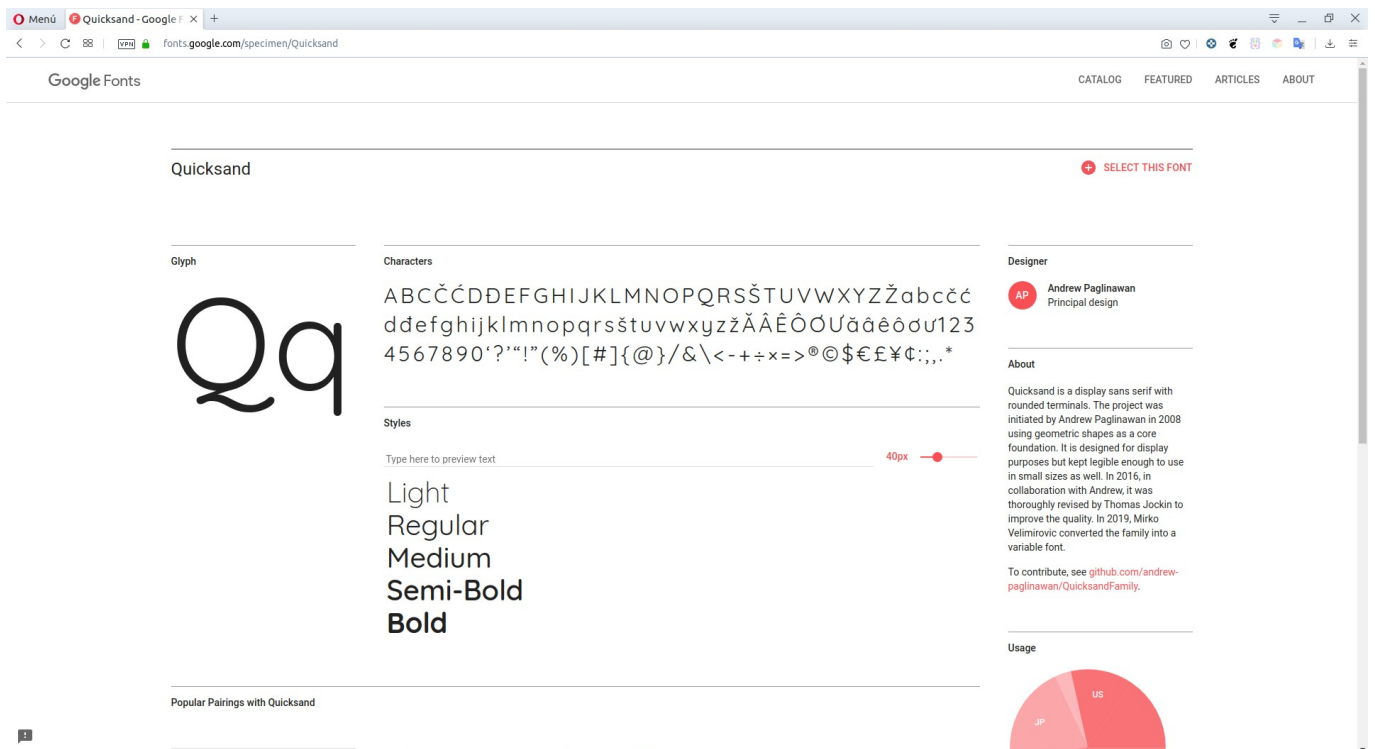 Menú
Quicksand - Google F
VPN
fonts.google.com/specimen/Quicksand
Google Fonts
CATALOG FEATURED ARTICLES ABOUT
Quicksand
SELECT THIS FONT
Glyph
Qq
Characters
ABCČĆDĐEFGHIJKLMNOPQRSŠTUVWXYZŽabcčć
dđefghijklmnopqrsštuvwxyzžĂÂÊÔƠƯăâêôơư123
4567890‘?’“!”(%)[#]{@}/&\<-+÷×=>®©$€£¥¢:;,.*
Styles
Type here to preview text
40px
Light
Regular
Medium
Semi-Bold
Bold
Popular Pairings with Quicksand
Designer
AP
Andrew Paglinawan
Principal design
About
Quicksand is a display sans serif with
rounded terminals. The project was
initiated by Andrew Paglinawan in 2008
using geometric shapes as a core
foundation. It is designed for display
purposes but kept legible enough to use
in small sizes as well. In 2016, in
collaboration with Andrew, it was
thoroughly revised by Thomas Jockin to
improve the quality. In 2019, Mirko
Velimirovic converted the family into a
variable font.
To contribute, see github.com/andrew-
paglinawan/QuicksandFamily.
Usage
US
JP